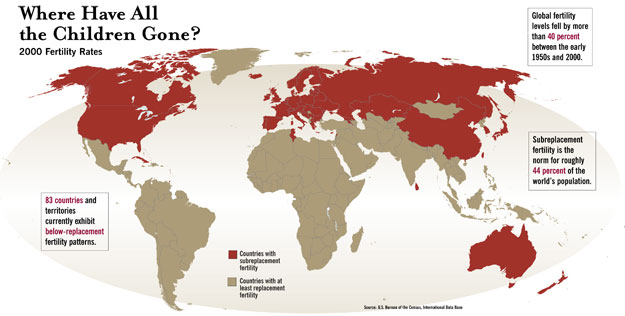 Where Have All
the Children Gone?
2000 Fertility Rates
Global fertility
levels fell by more
than 40 percent
between the early
1950s and 2000.
Subreplacement
fertility is the
norm for roughly
44 percent of the
world's population.
83 countries and
territories
currently exhibit
below-replacement
fertility patterns.
Countries with
subreplacement
fertility
Countries with at
least replacement
fertility
Source: U.S. Bureau of the Census, International Data Base